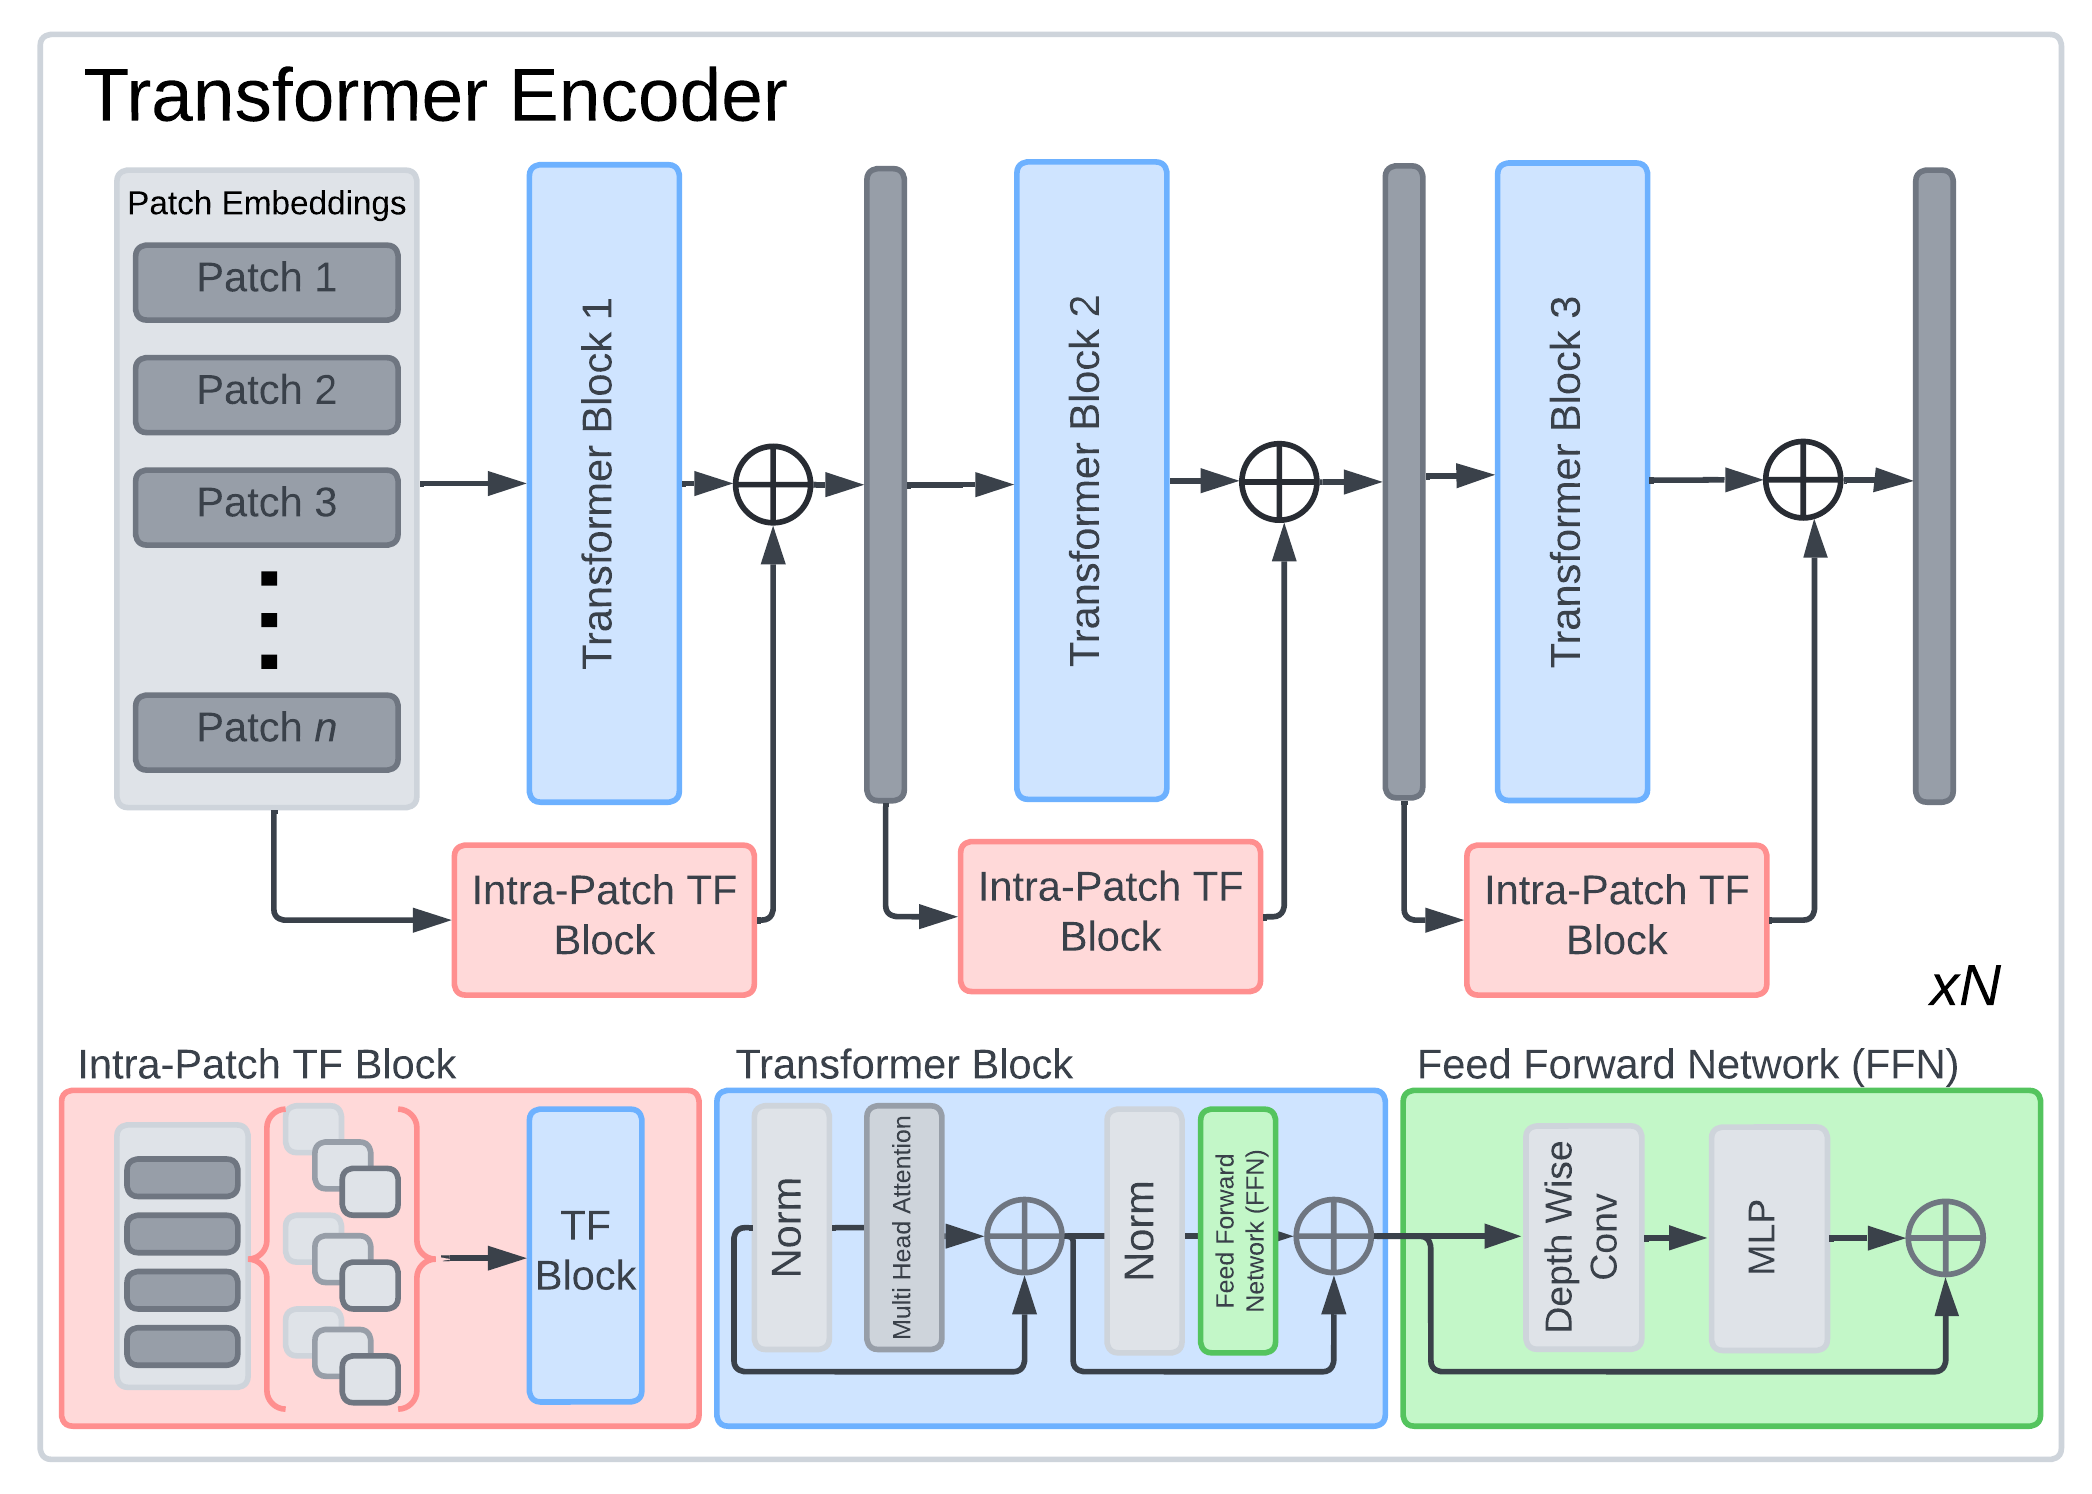 Transformer Encoder
Patch Embeddings
Patch 1
Patch 2
Patch 3
Patch n
Transformer Block 1
Transformer Block 2
Transformer Block 3
Intra-Patch TF
Block
Intra-Patch TF
Block
Intra-Patch TF
Block
xN
Intra-Patch TF Block
TF
Block
Transformer Block
Norm
Multi Head Attention
Norm
Feed Forward
Network (FFN)
Feed Forward Network (FFN)
Depth Wise
Conv
MLP